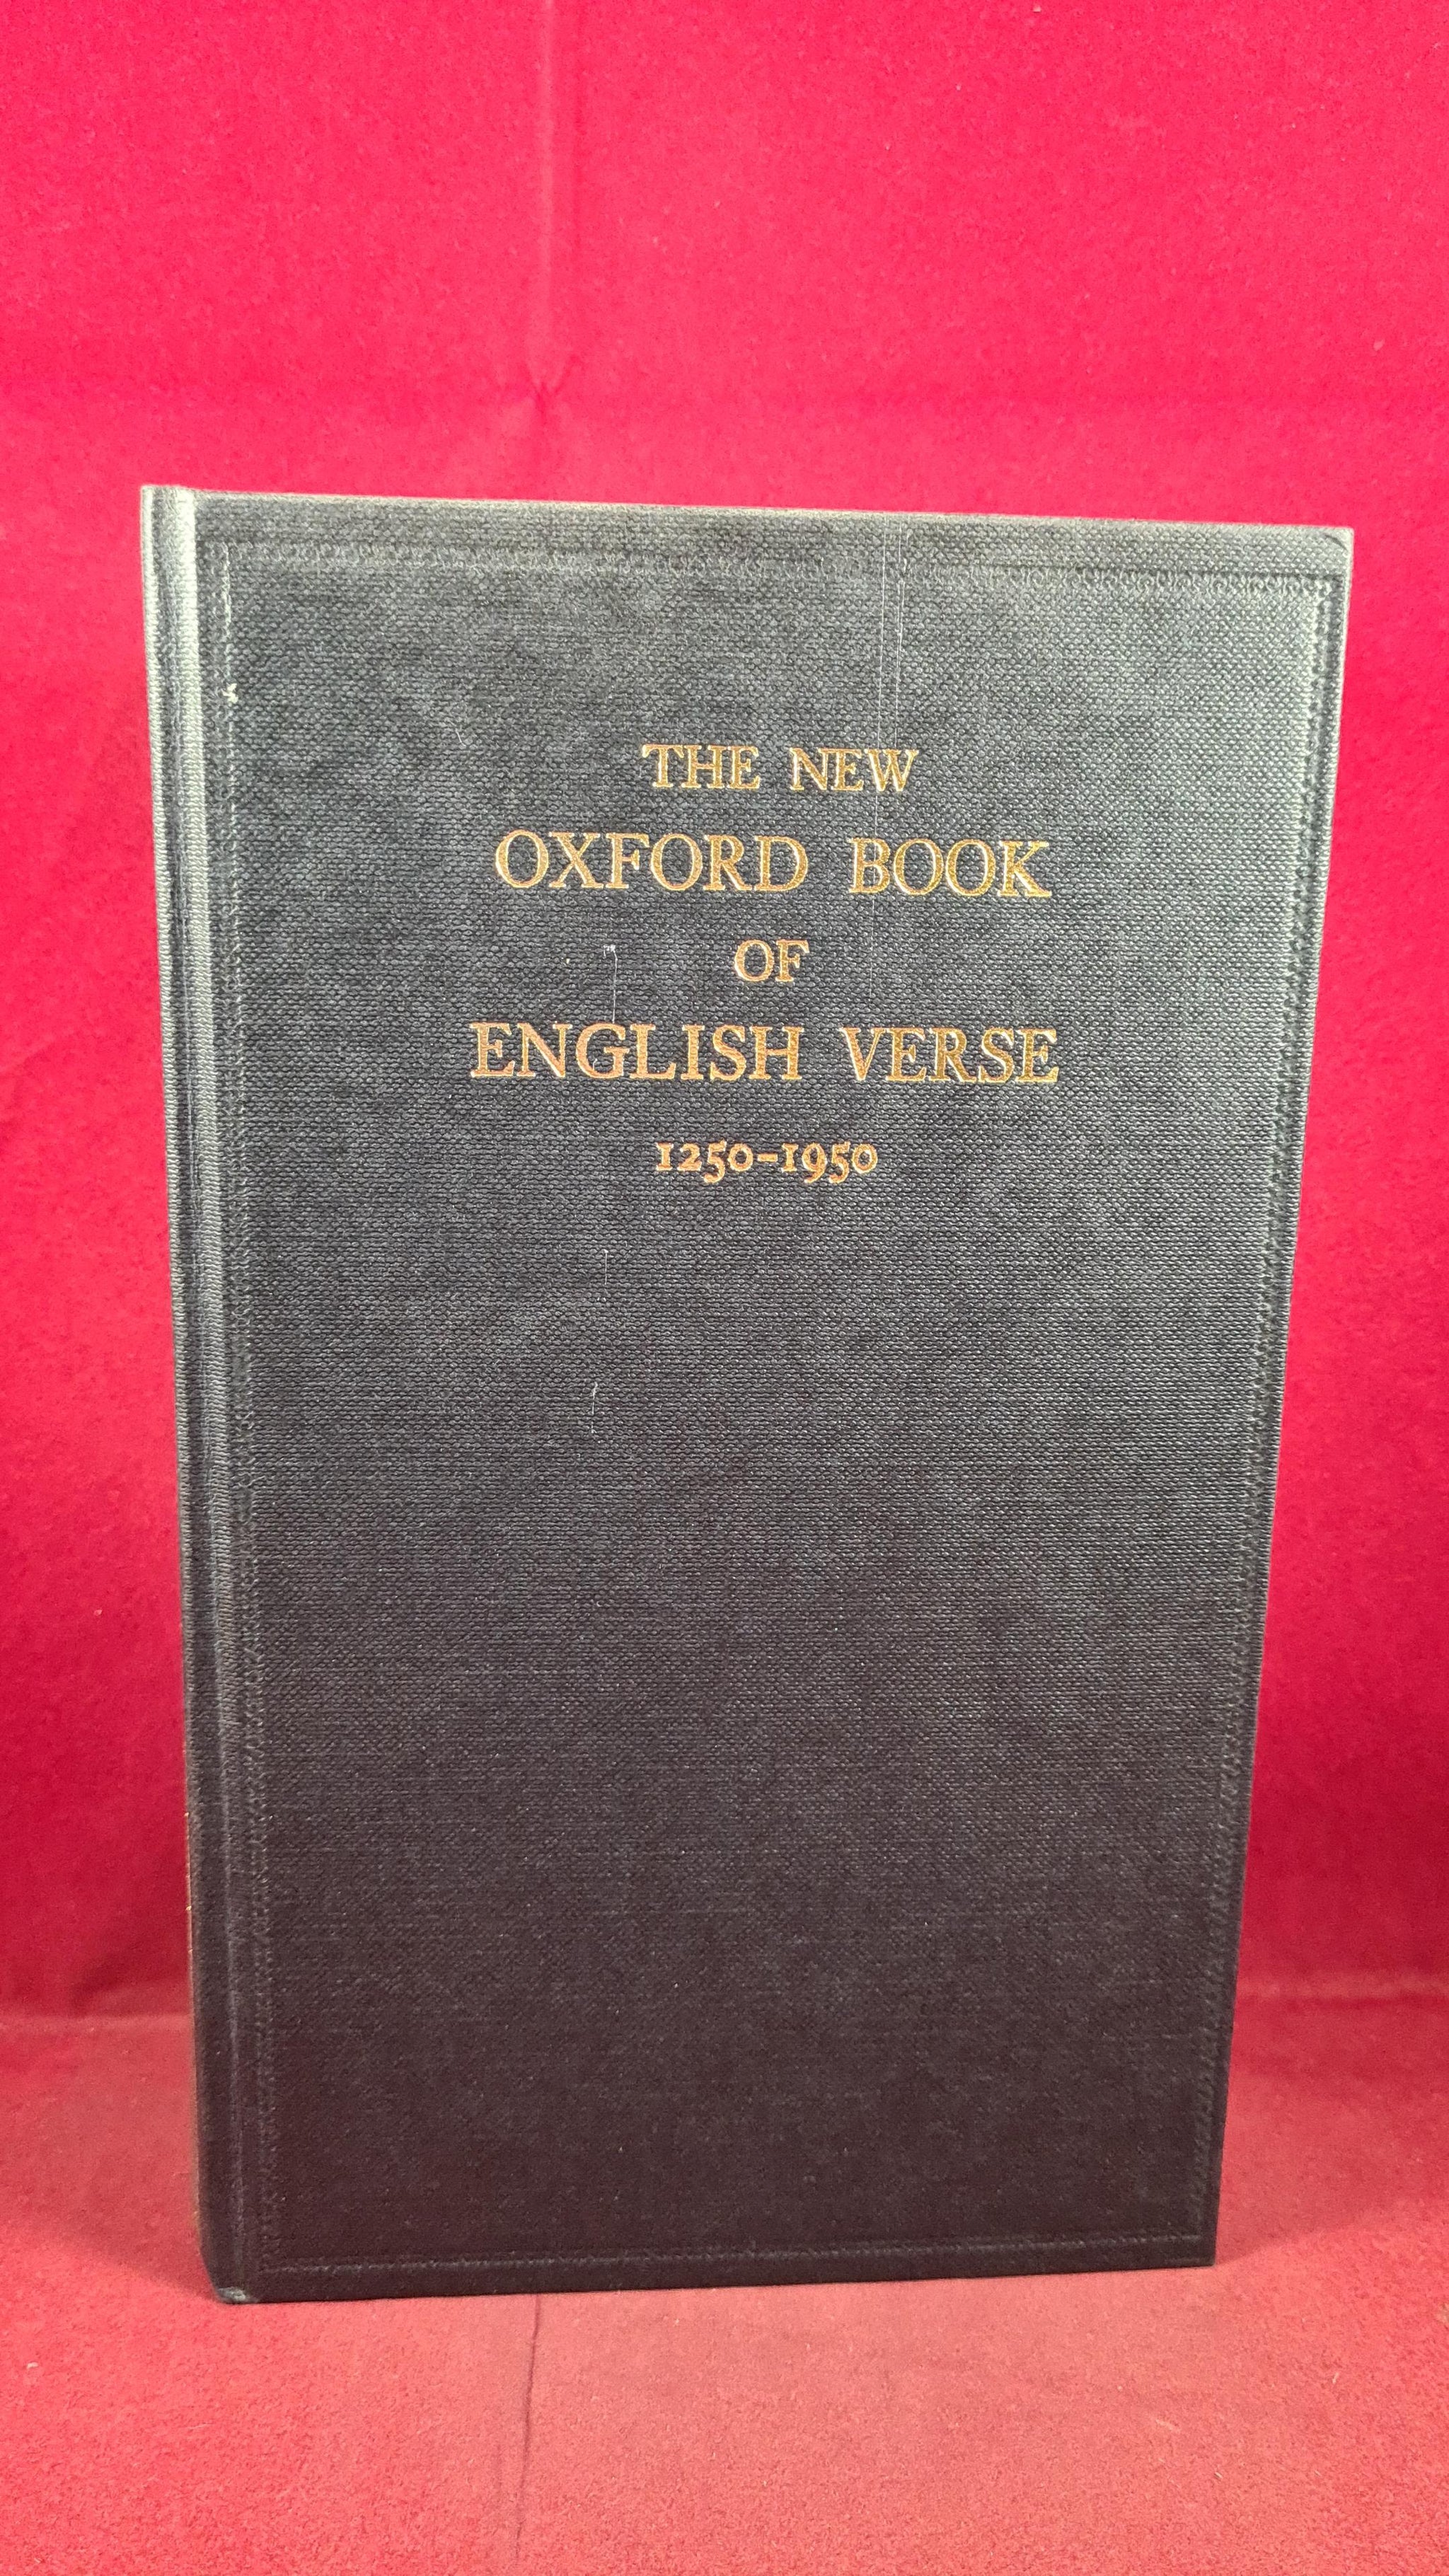 THE NEW
OXFORD BOOK
OF
ENGLISH VERSE
1250-1950